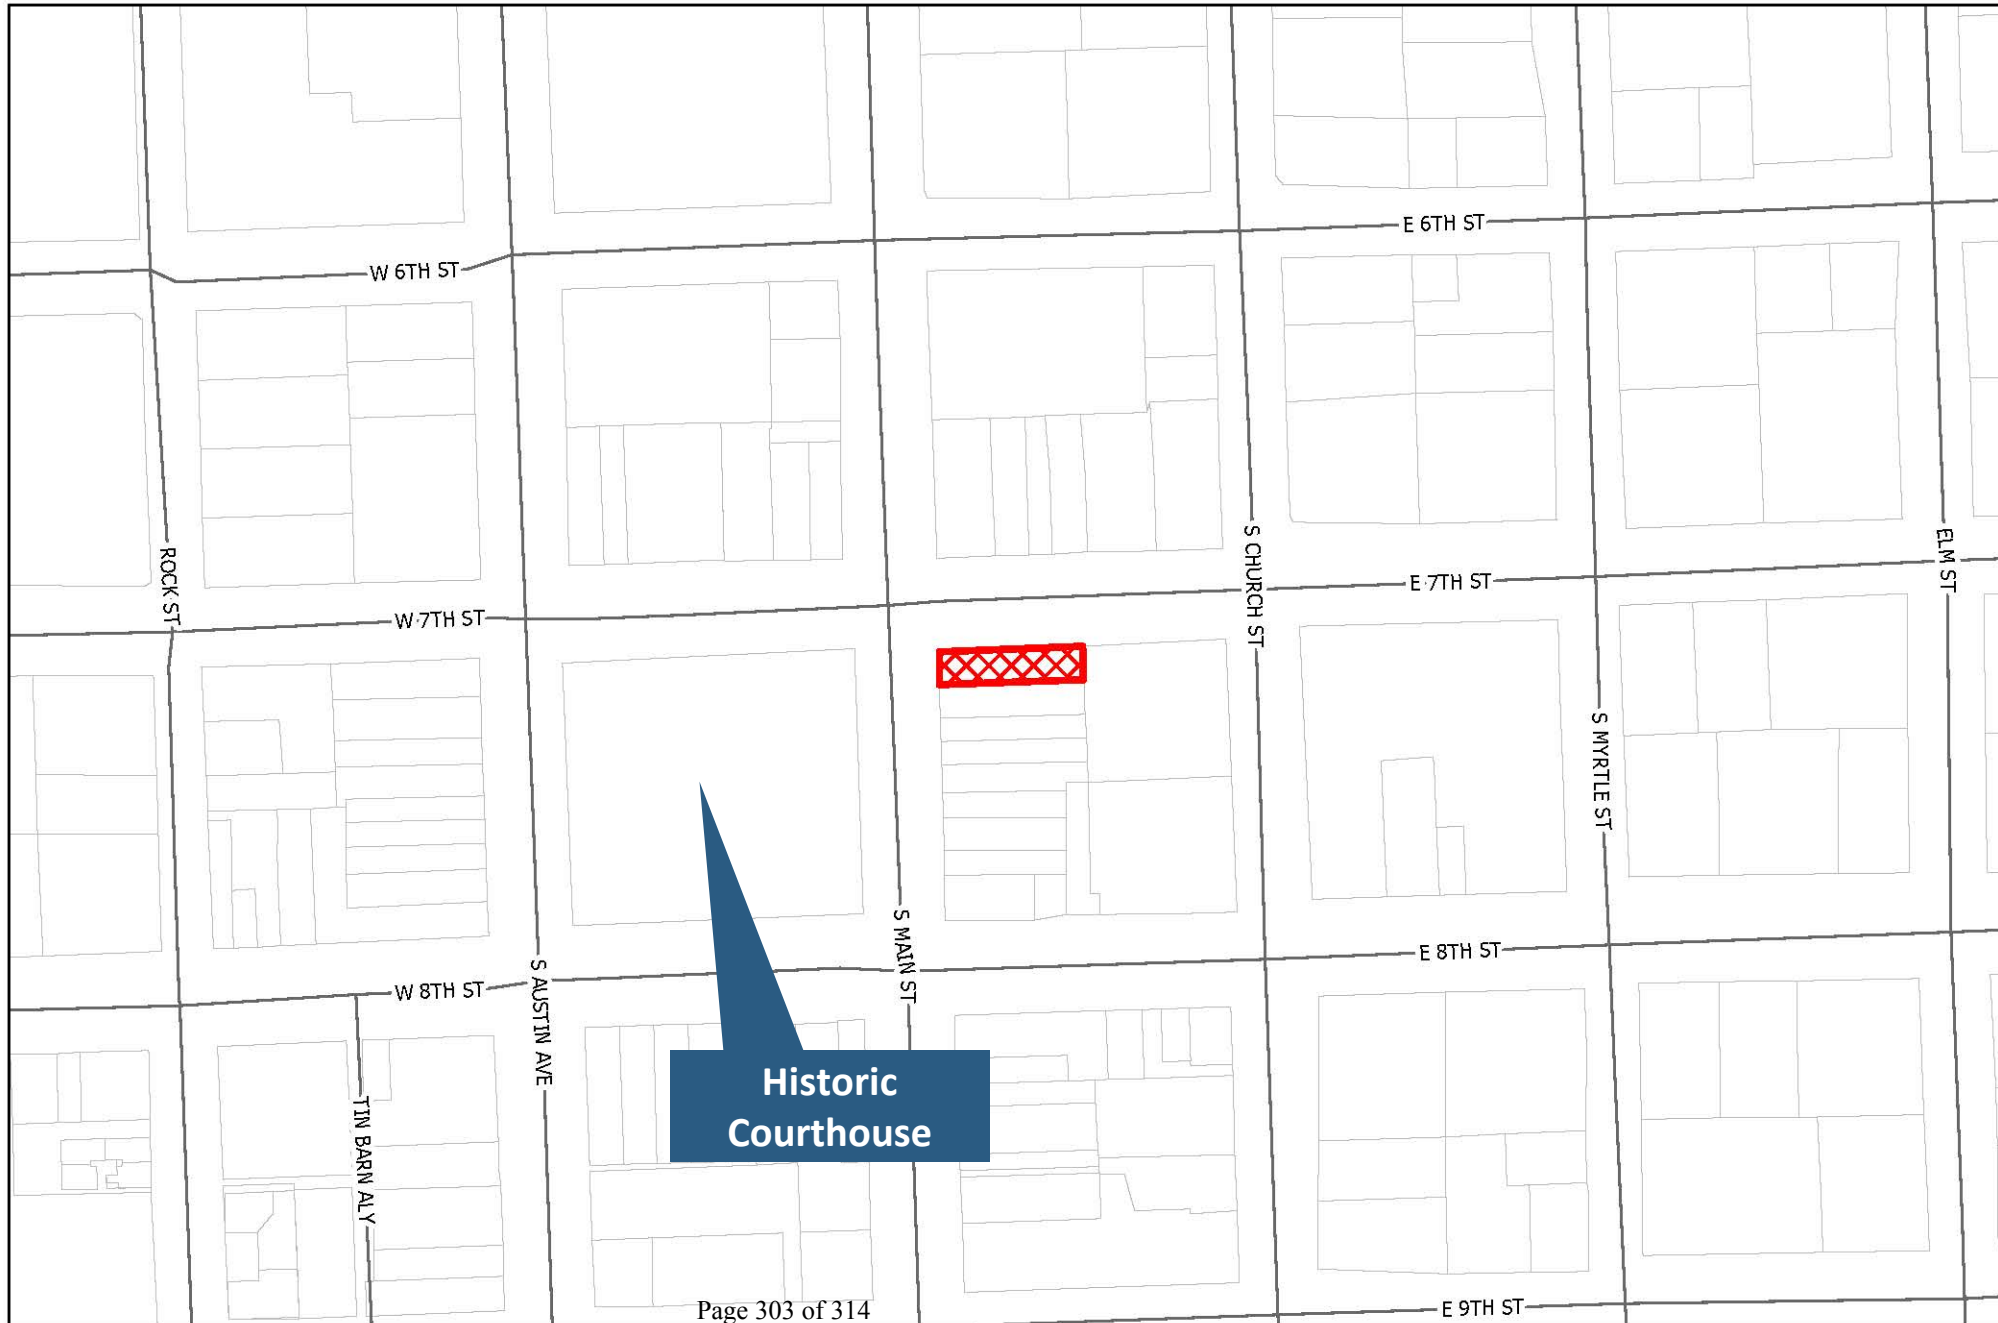 E 6TH ST
W 6TH ST
ROCK ST
S CHURCH ST
ELM ST
E 7TH ST
W 7TH ST
S MYRTLE ST
S MAIN ST
E 8TH ST
W 8TH ST
S AUSTIN AVE
Historic
Courthouse
TIN BARN ALY
Page 303 of 314
E 9TH ST